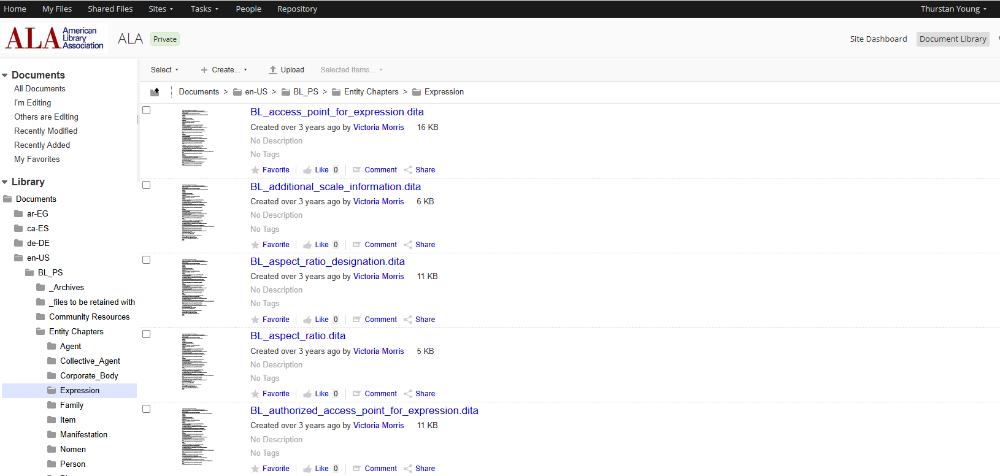 Home My Files Shared Files Sites Tasks People Repository Thurstan Young
ALA American Library Association ALA Private Site Dashboard Document Library
Documents
All Documents
I'm Editing
Others are Editing
Recently Modified
Recently Added
My Favorites
Library
Documents
ar-EG
ca-ES
de-DE
en-US
BL_PS
_Archives
_files to be retained with
Community Resources
Entity Chapters
Agent
Collective_Agent
Corporate_Body
Expression
Family
Item
Manifestation
Nomen
Person
Select Create... Upload Selected Items...
Documents > en-US > BL_PS > Entity Chapters > Expression
BL_access_point_for_expression.dita
Created over 3 years ago by Victoria Morris 16 KB
No Description
No Tags
Favorite Like 0 Comment Share
BL_additional_scale_information.dita
Created over 3 years ago by Victoria Morris 6 KB
No Description
No Tags
Favorite Like 0 Comment Share
BL_aspect_ratio_designation.dita
Created over 3 years ago by Victoria Morris 11 KB
No Description
No Tags
Favorite Like 0 Comment Share
BL_aspect_ratio.dita
Created over 3 years ago by Victoria Morris 5 KB
No Description
No Tags
Favorite Like 0 Comment Share
BL_authorized_access_point_for_expression.dita
Created over 3 years ago by Victoria Morris 11 KB
No Description
No Tags
Favorite Like 0 Comment Share